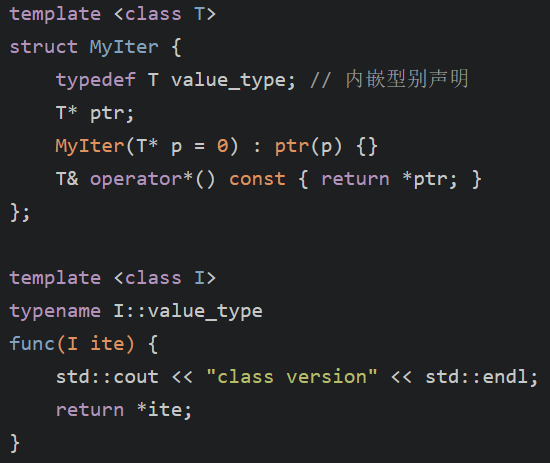 template <class T>
struct MyIter {
    typedef T value_type; // 内嵌型别声明
    T* ptr;
    MyIter(T* p = 0) : ptr(p) {}
    T& operator*() const { return *ptr; }
};

template <class I>
typename I::value_type
func(I ite) {
    std::cout << "class version" << std::endl;
    return *ite;
}